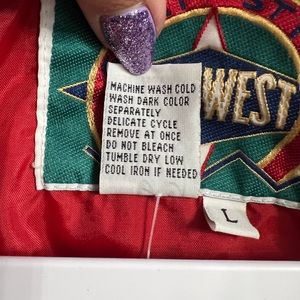 WEST
MACHINE WASH COLD
WASH DARK COLOR
SEPARATELY
DELICATE CYCLE
REMOVE AT ONCE
DO NOT BLEACH
TUMBLE DRY LOW
COOL IRON IF NEEDED
L